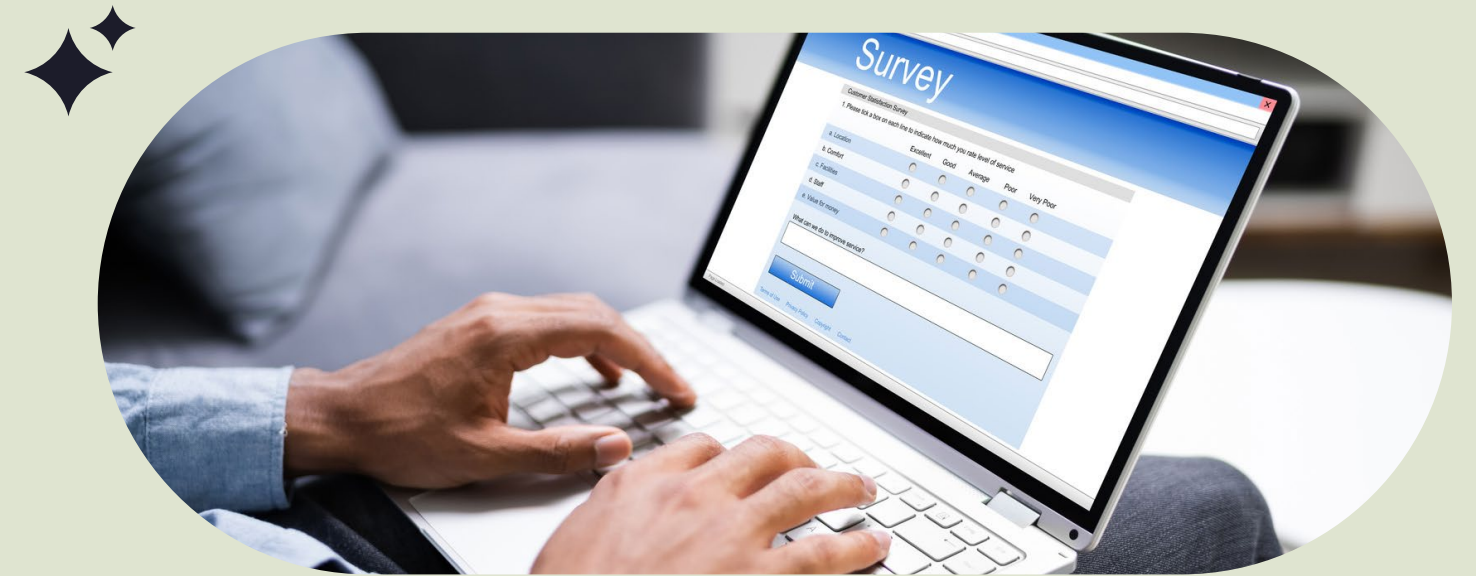 Survey
Customer Satisfaction Survey
1. Please tick a box on each line to indicate how much you rate level of service
Excellent Good Average Poor Very Poor
a. Location
b. Comfort
c. Facilities
d. Staff
e. Value for money
What can we do to improve service?
Submit
Terms of Use Privacy Policy Copyright Contact